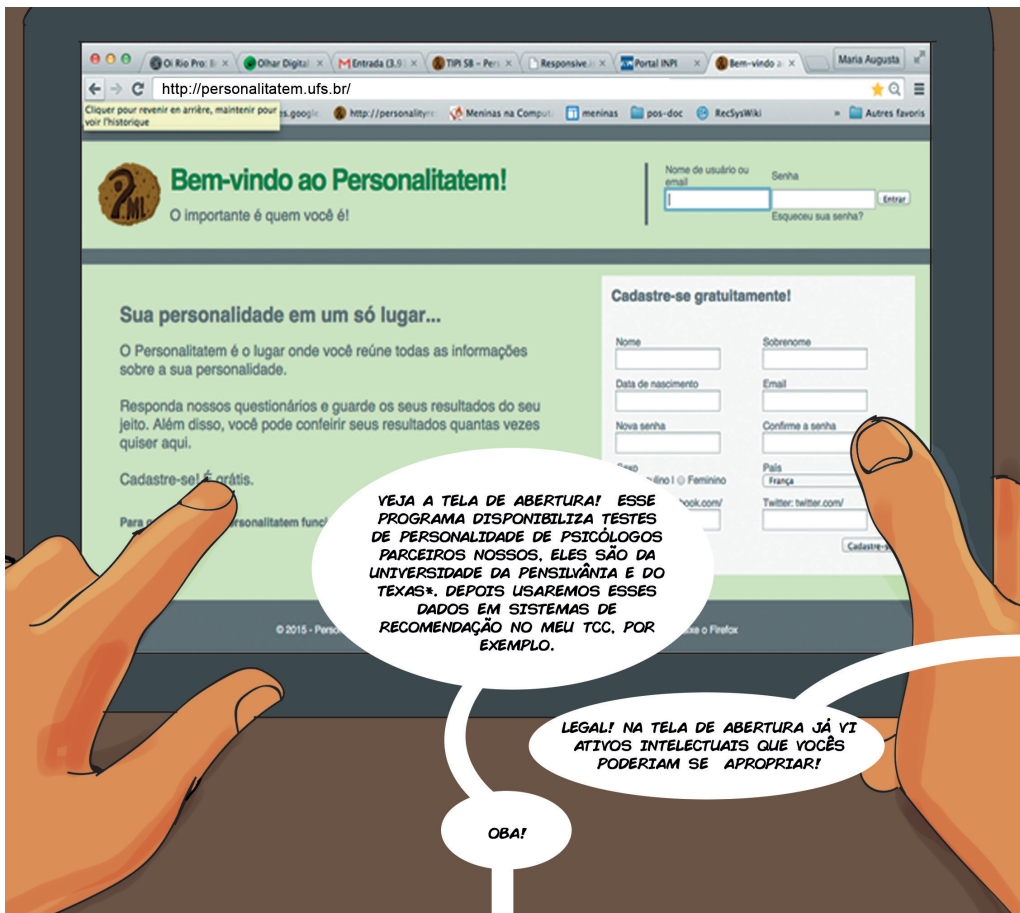 Oi Rio Pro: B
Olhar Digital
Entrada (3.9
TIPI SB – Pers
Responsive
Portal INPI
Bem-vindo a
Maria Augusta
http://personalitatem.ufs.br/
Cliquer pour revenir en arrière, maintenir pour
voir l'historique
http://personalityre
Meninas na Comput
meninas
pos-doc
RecSysWiki
»
Autres favoris
?
ML
Bem-vindo ao Personalitatem!
O importante é quem você é!
Nome de usuário ou
email
Senha
Entrar
Esqueceu sua senha?
Sua personalidade em um só lugar...
O Personalitatem é o lugar onde você reúne todas as informações
sobre a sua personalidade.
Responda nossos questionários e guarde os seus resultados do seu
jeito. Além disso, você pode confeirir seus resultados quantas vezes
quiser aqui.
Cadastre-se! É grátis.
Para
Cadastre-se gratuitamente!
Nome
Sobrenome
Data de nascimento
Email
Nova senha
Confirme a senha
Feminino
País
França
Twitter: twitter.com/
Cadastre-s
© 2015 - Perso
Firefox
VEJA A TELA DE ABERTURA! ESSE
PROGRAMA DISPONIBILIZA TESTES
DE PERSONALIDADE DE PSICÓLOGOS
PARCEIROS NOSSOS, ELES SÃO DA
UNIVERSIDADE DA PENSILVÂNIA E DO
TEXAS*. DEPOIS USAREMOS ESSES
DADOS EM SISTEMAS DE
RECOMENDAÇÃO NO MEU TCC, POR
EXEMPLO.
LEGAL! NA TELA DE ABERTURA JÁ VI
ATIVOS INTELECTUAIS QUE VOCÊS
PODERIAM SE APROPRIAR!
OBA!